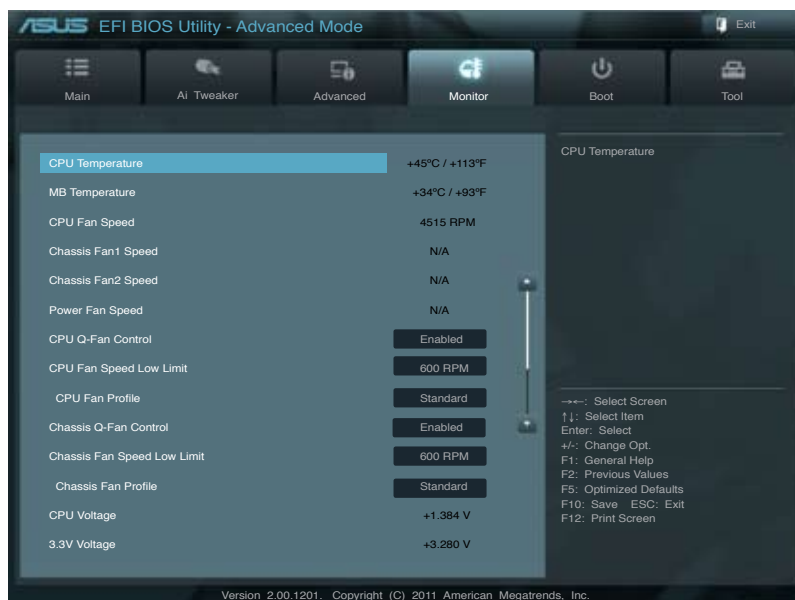 ASUS EFI BIOS Utility - Advanced Mode
Exit
Main
Ai Tweaker
Advanced
Monitor
Boot
Tool
CPU Temperature +45ºC / +113ºF
MB Temperature +34ºC / +93ºF
CPU Fan Speed 4515 RPM
Chassis Fan1 Speed N/A
Chassis Fan2 Speed N/A
Power Fan Speed N/A
CPU Q-Fan Control Enabled
CPU Fan Speed Low Limit 600 RPM
CPU Fan Profile Standard
Chassis Q-Fan Control Enabled
Chassis Fan Speed Low Limit 600 RPM
Chassis Fan Profile Standard
CPU Voltage +1.384 V
3.3V Voltage +3.280 V
CPU Temperature
→←: Select Screen
↑↓: Select Item
Enter: Select
+/-: Change Opt.
F1: General Help
F2: Previous Values
F5: Optimized Defaults
F10: Save ESC: Exit
F12: Print Screen
Version 2.00.1201. Copyright (C) 2011 American Megatrends, Inc.